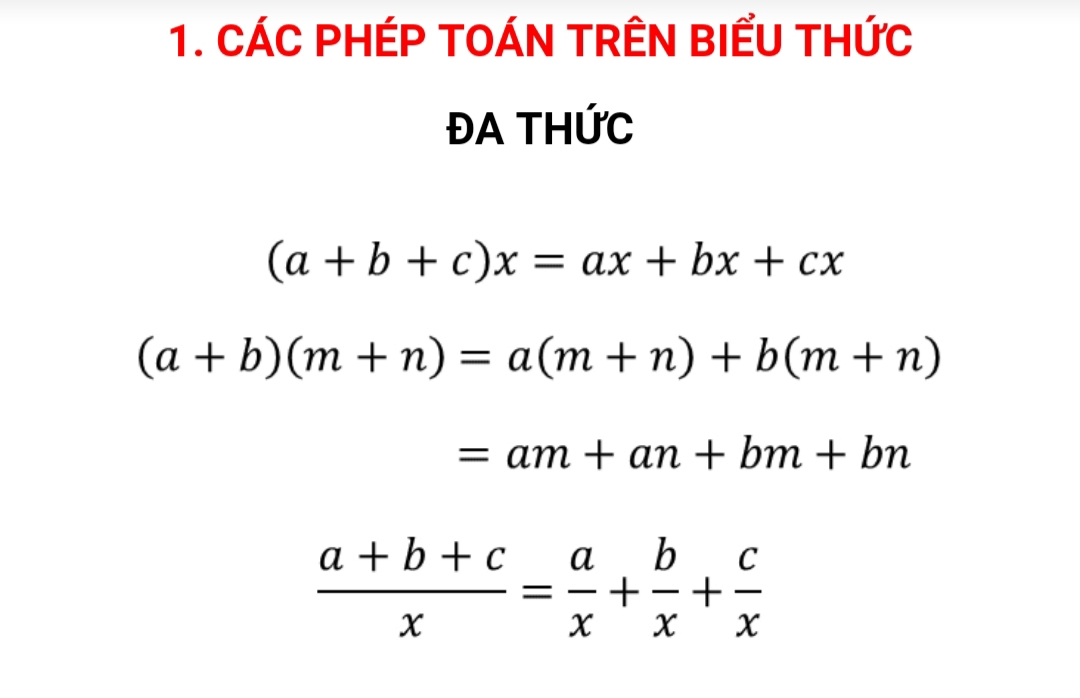 1. CÁC PHÉP TOÁN TRÊN BIỂU THỨC
ĐA THỨC
(a + b + c)x = ax + bx + cx
(a + b)(m + n) = a(m + n) + b(m + n)
= am + an + bm + bn
\frac{a + b + c}{x} = \frac{a}{x} + \frac{b}{x} + \frac{c}{x}